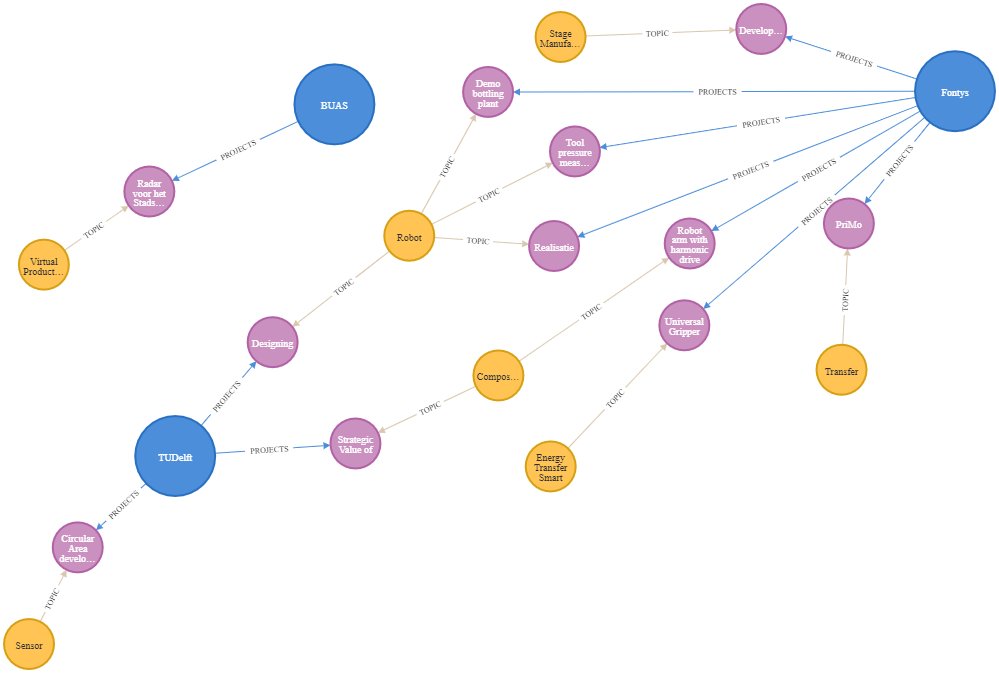 Stage
Manufa...
TOPIC
Develop...
PROJECTS
Fontys
BUAS
PROJECTS
Radar
voor het
Stads...
TOPIC
Virtual
Product...
Demo
bottling
plant
PROJECTS
TOPIC
Tool
pressure
meas...
PROJECTS
TOPIC
Robot
TOPIC
Realisatie
PROJECTS
Robot
arm with
harmonic
drive
PROJECTS
PROJECTS
PROJECTS
PriMo
TOPIC
Transfer
TOPIC
Designing
TOPIC
Universal
Gripper
Compos...
TOPIC
TOPIC
Energy
Transfer
Smart
PROJECTS
TUDelft
PROJECTS
Strategic
Value of
PROJECTS
Circular
Area
develo...
TOPIC
Sensor